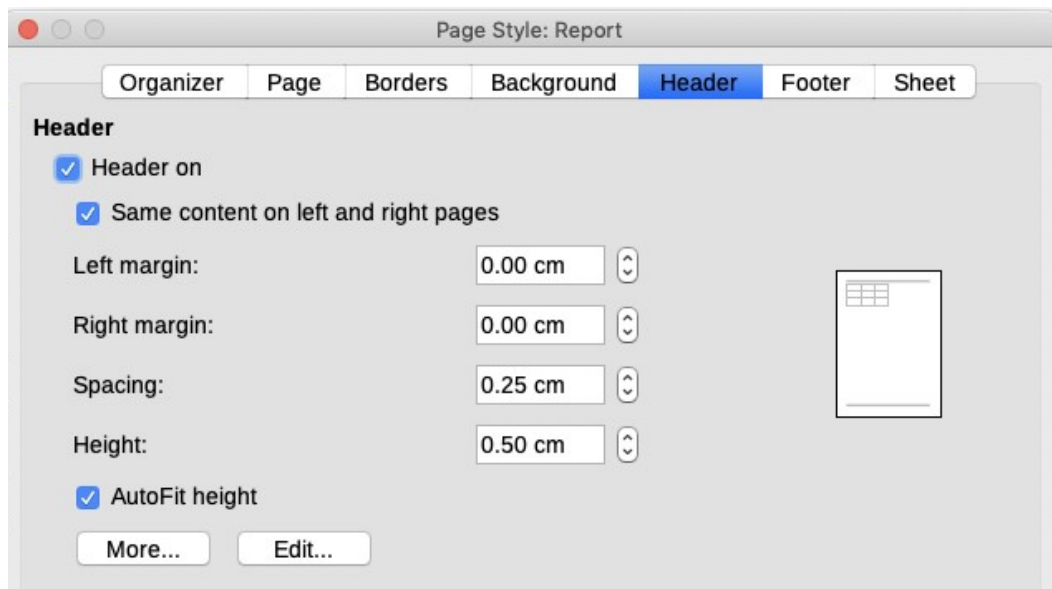 Page Style: Report
Organizer Page Borders Background Header Footer Sheet
Header
Header on
Same content on left and right pages
Left margin: 0.00 cm
Right margin: 0.00 cm
Spacing: 0.25 cm
Height: 0.50 cm
AutoFit height
More... Edit...